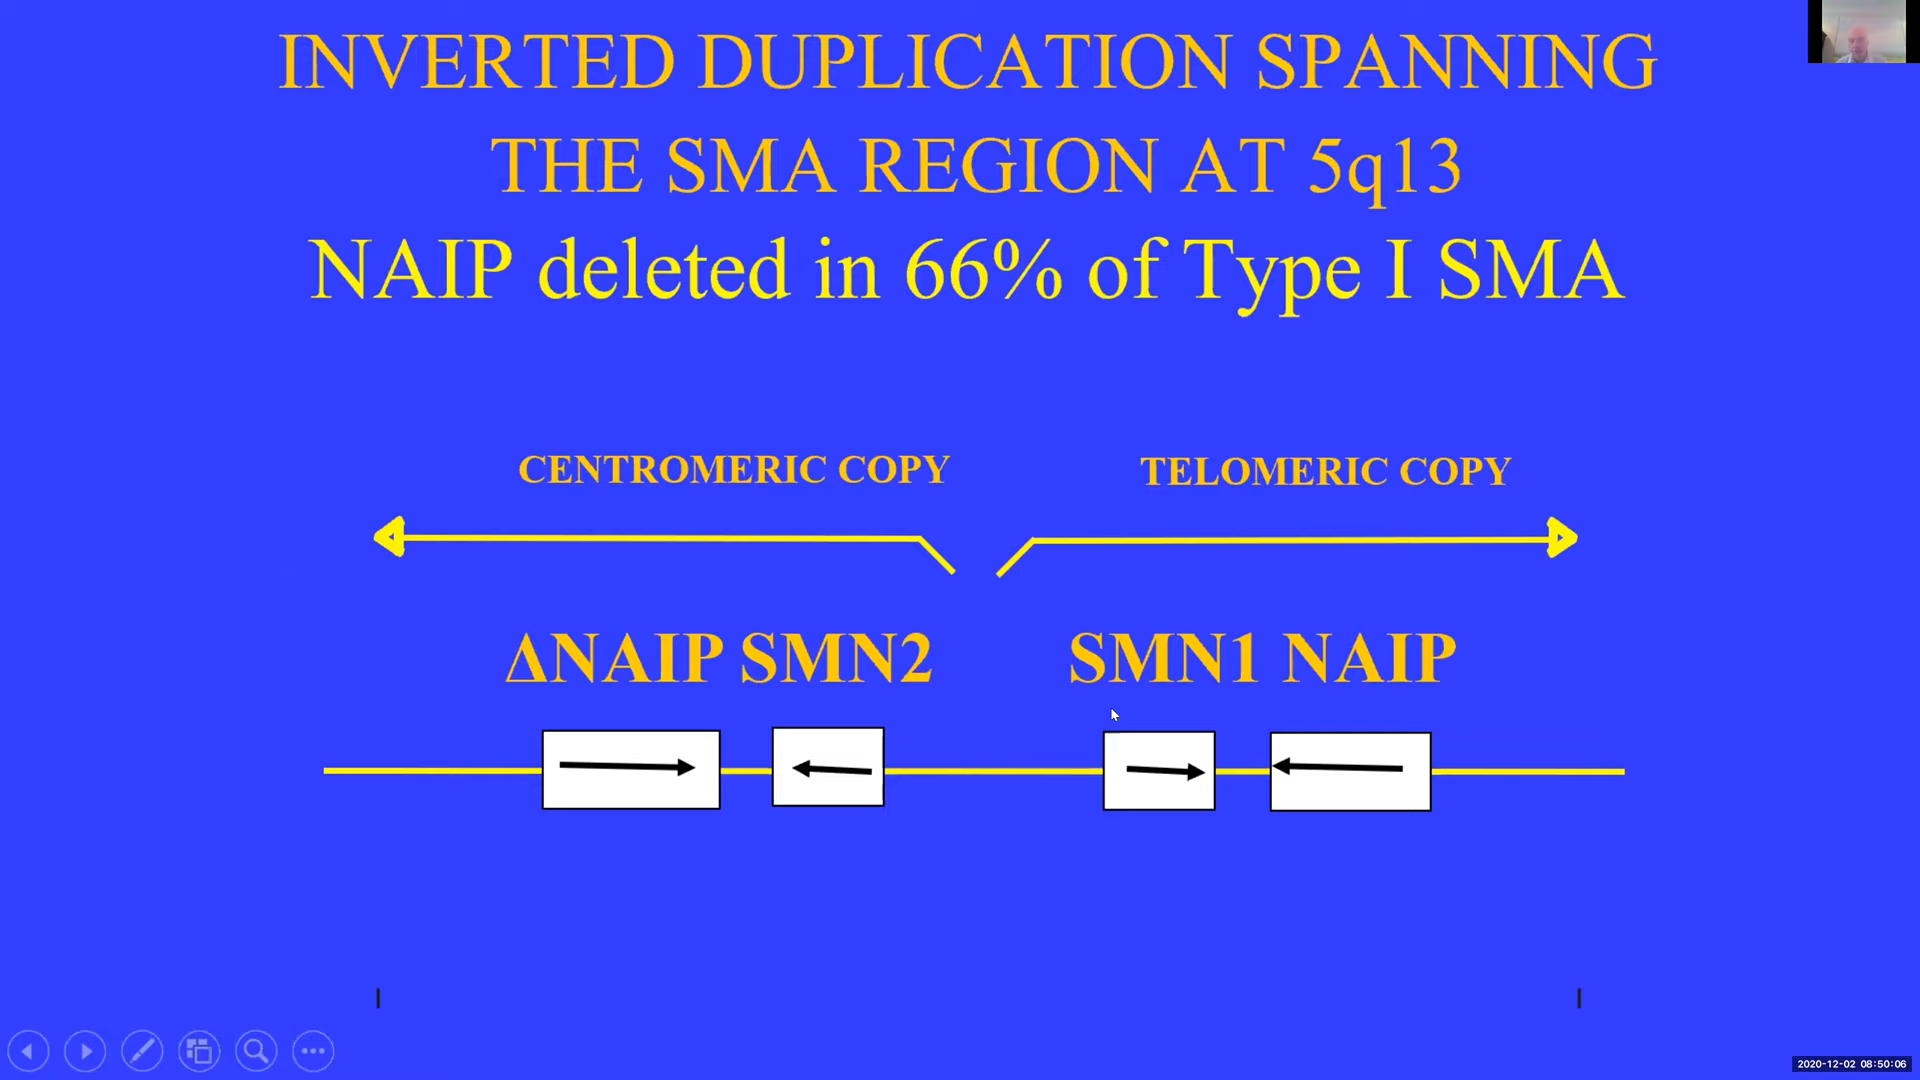 INVERTED DUPLICATION SPANNING
THE SMA REGION AT 5q13
NAIP deleted in 66% of Type I SMA
CENTROMERIC COPY
TELOMERIC COPY
ΔNAIP SMN2
SMN1 NAIP
2020-12-02 08:50:06